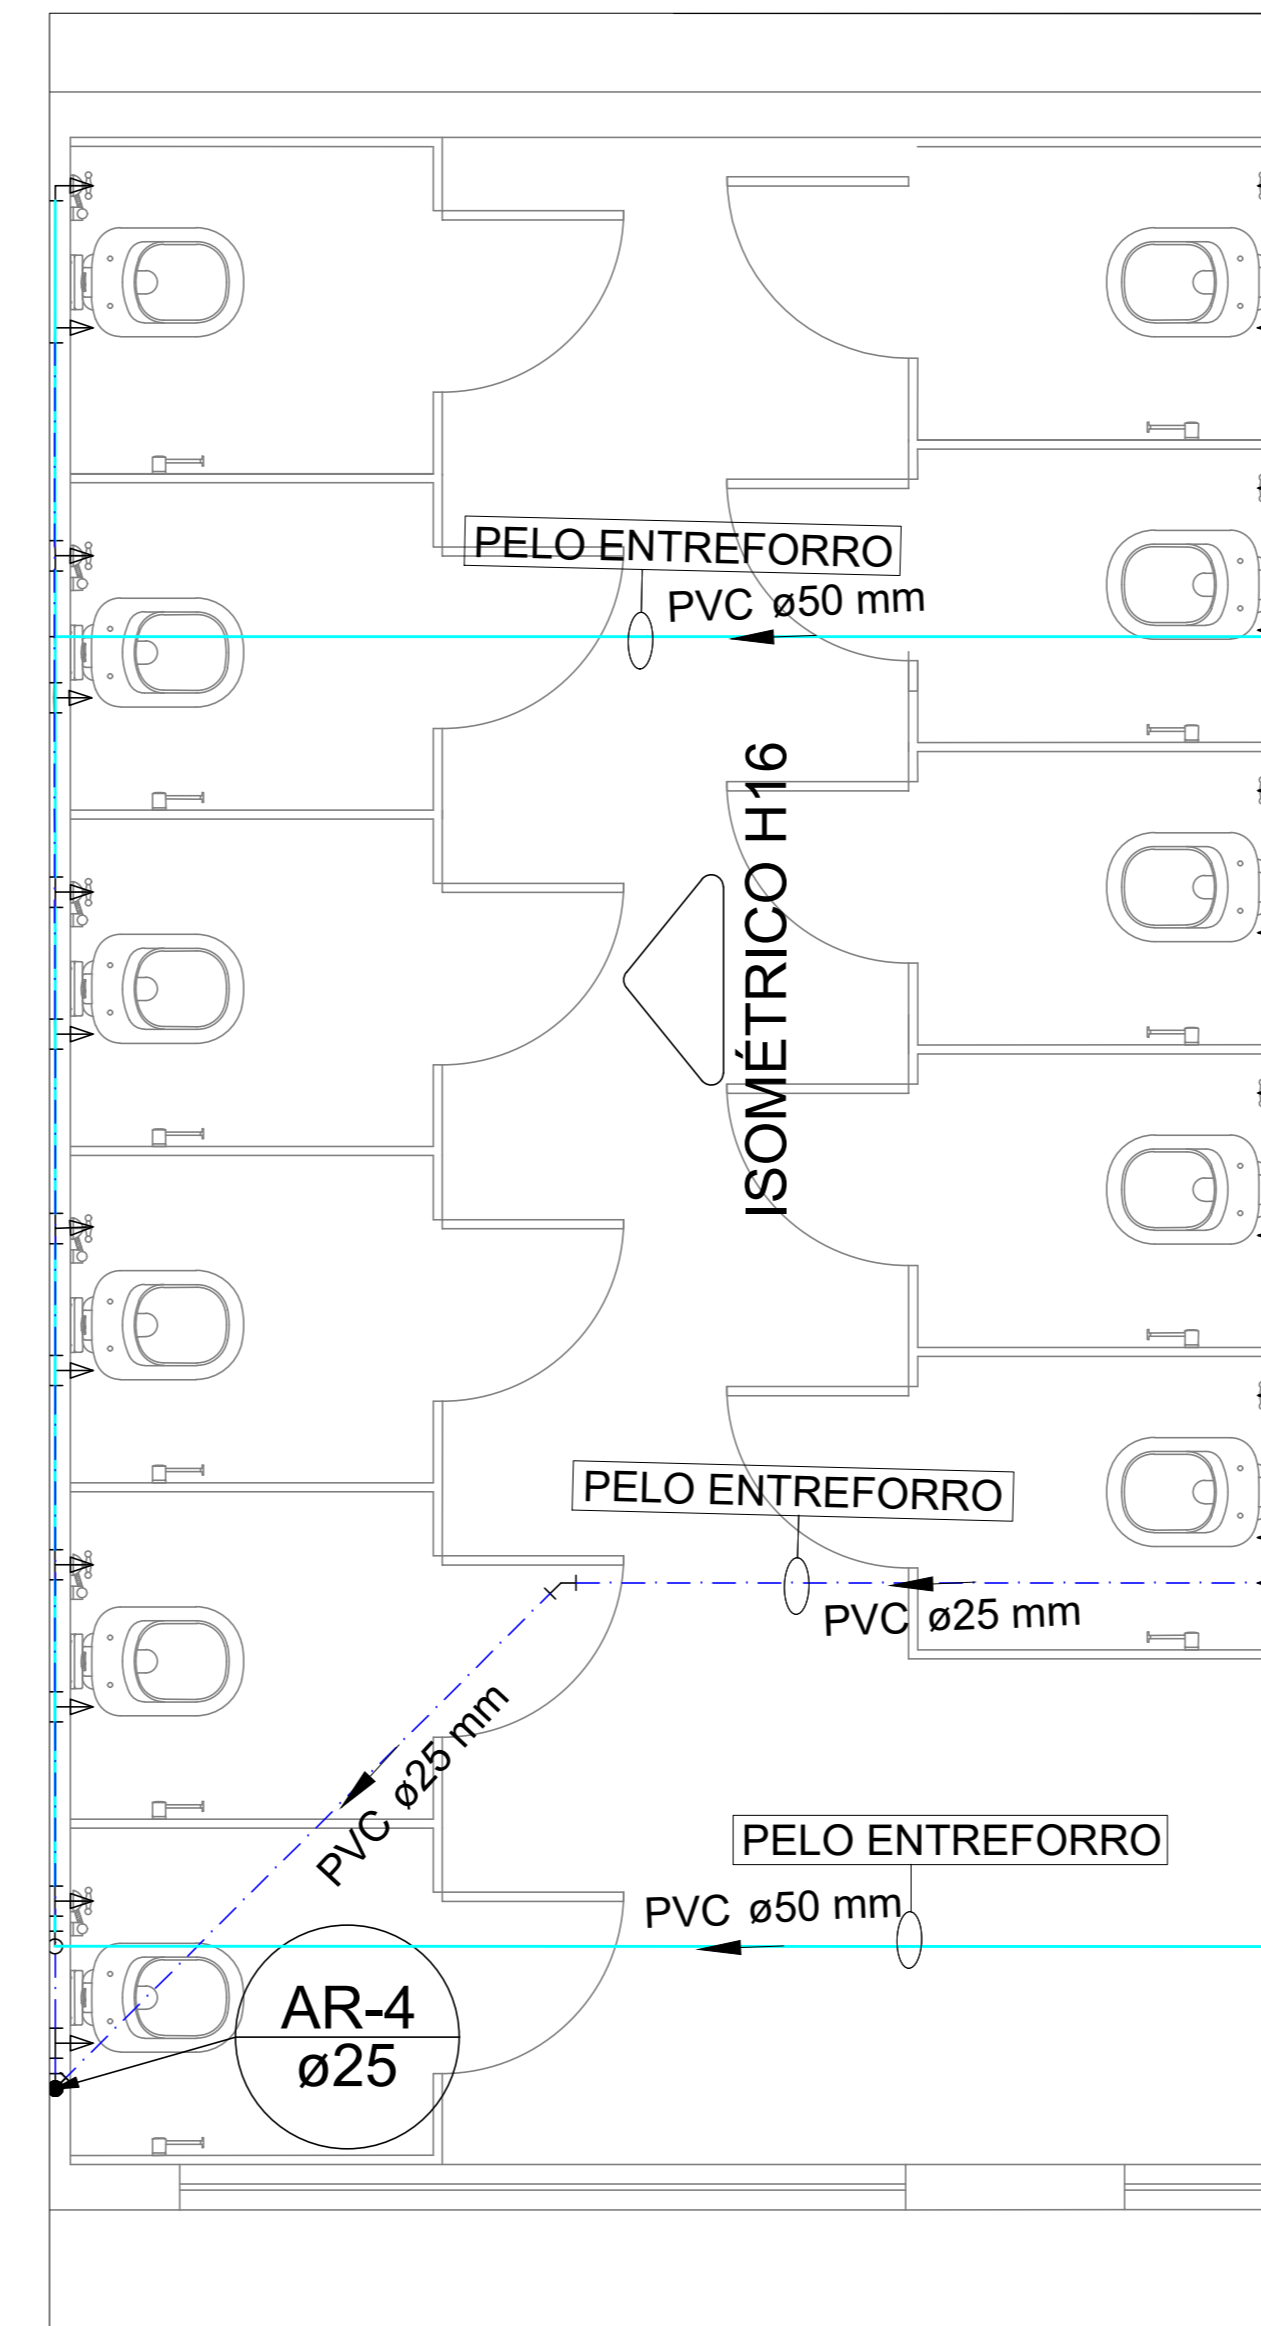 PELO ENTREFORRO
PVC ø50 mm
ISOMÉTRICO H16
PELO ENTREFORRO
PVC ø25 mm
PVC ø25 mm
PELO ENTREFORRO
PVC ø50 mm
AR-4
ø25